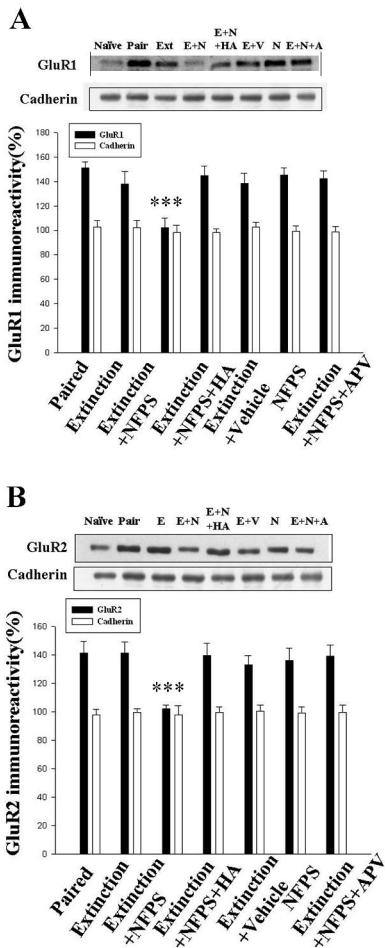 A
E+N
Naïve Pair Ext E+N +HA E+V N E+N+A
GluR1
Cadherin
GluR1 immunoreactivity(%)
180
160
140
120
100
80
60
40
20
0
GluR1
Cadherin
***
Paired
Extinction
Extinction
+NFPS
Extinction
+NFPS+HA
Extinction
+Vehicle
NFPS
Extinction
+NFPS+APV
B
E+N
Naïve Pair E E+N +HA E+V N E+N+A
GluR2
Cadherin
GluR2 immunoreactivity(%)
160
140
120
100
80
60
40
20
0
GluR2
Cadherin
***
Paired
Extinction
Extinction
+NFPS
Extinction
+NFPS+HA
Extinction
+Vehicle
NFPS
Extinction
+NFPS+APV